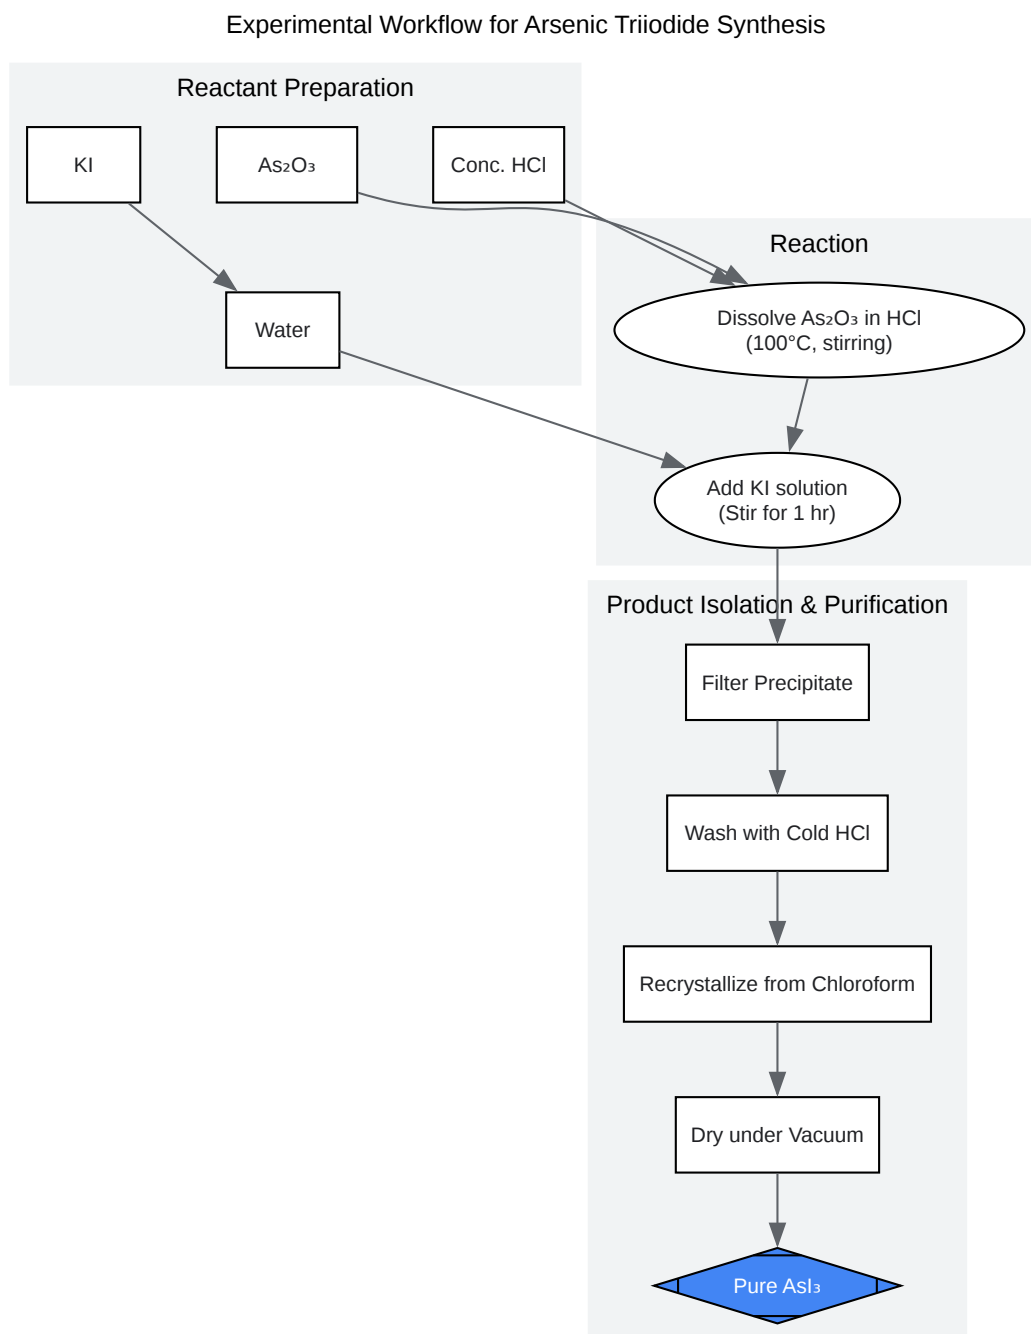 Experimental Workflow for Arsenic Triiodide Synthesis
Reactant Preparation
KI
As₂O₃
Conc. HCl
Water
Reaction
Dissolve As₂O₃ in HCl
(100°C, stirring)
Add KI solution
(Stir for 1 hr)
Product Isolation & Purification
Filter Precipitate
Wash with Cold HCl
Recrystallize from Chloroform
Dry under Vacuum
Pure AsI₃